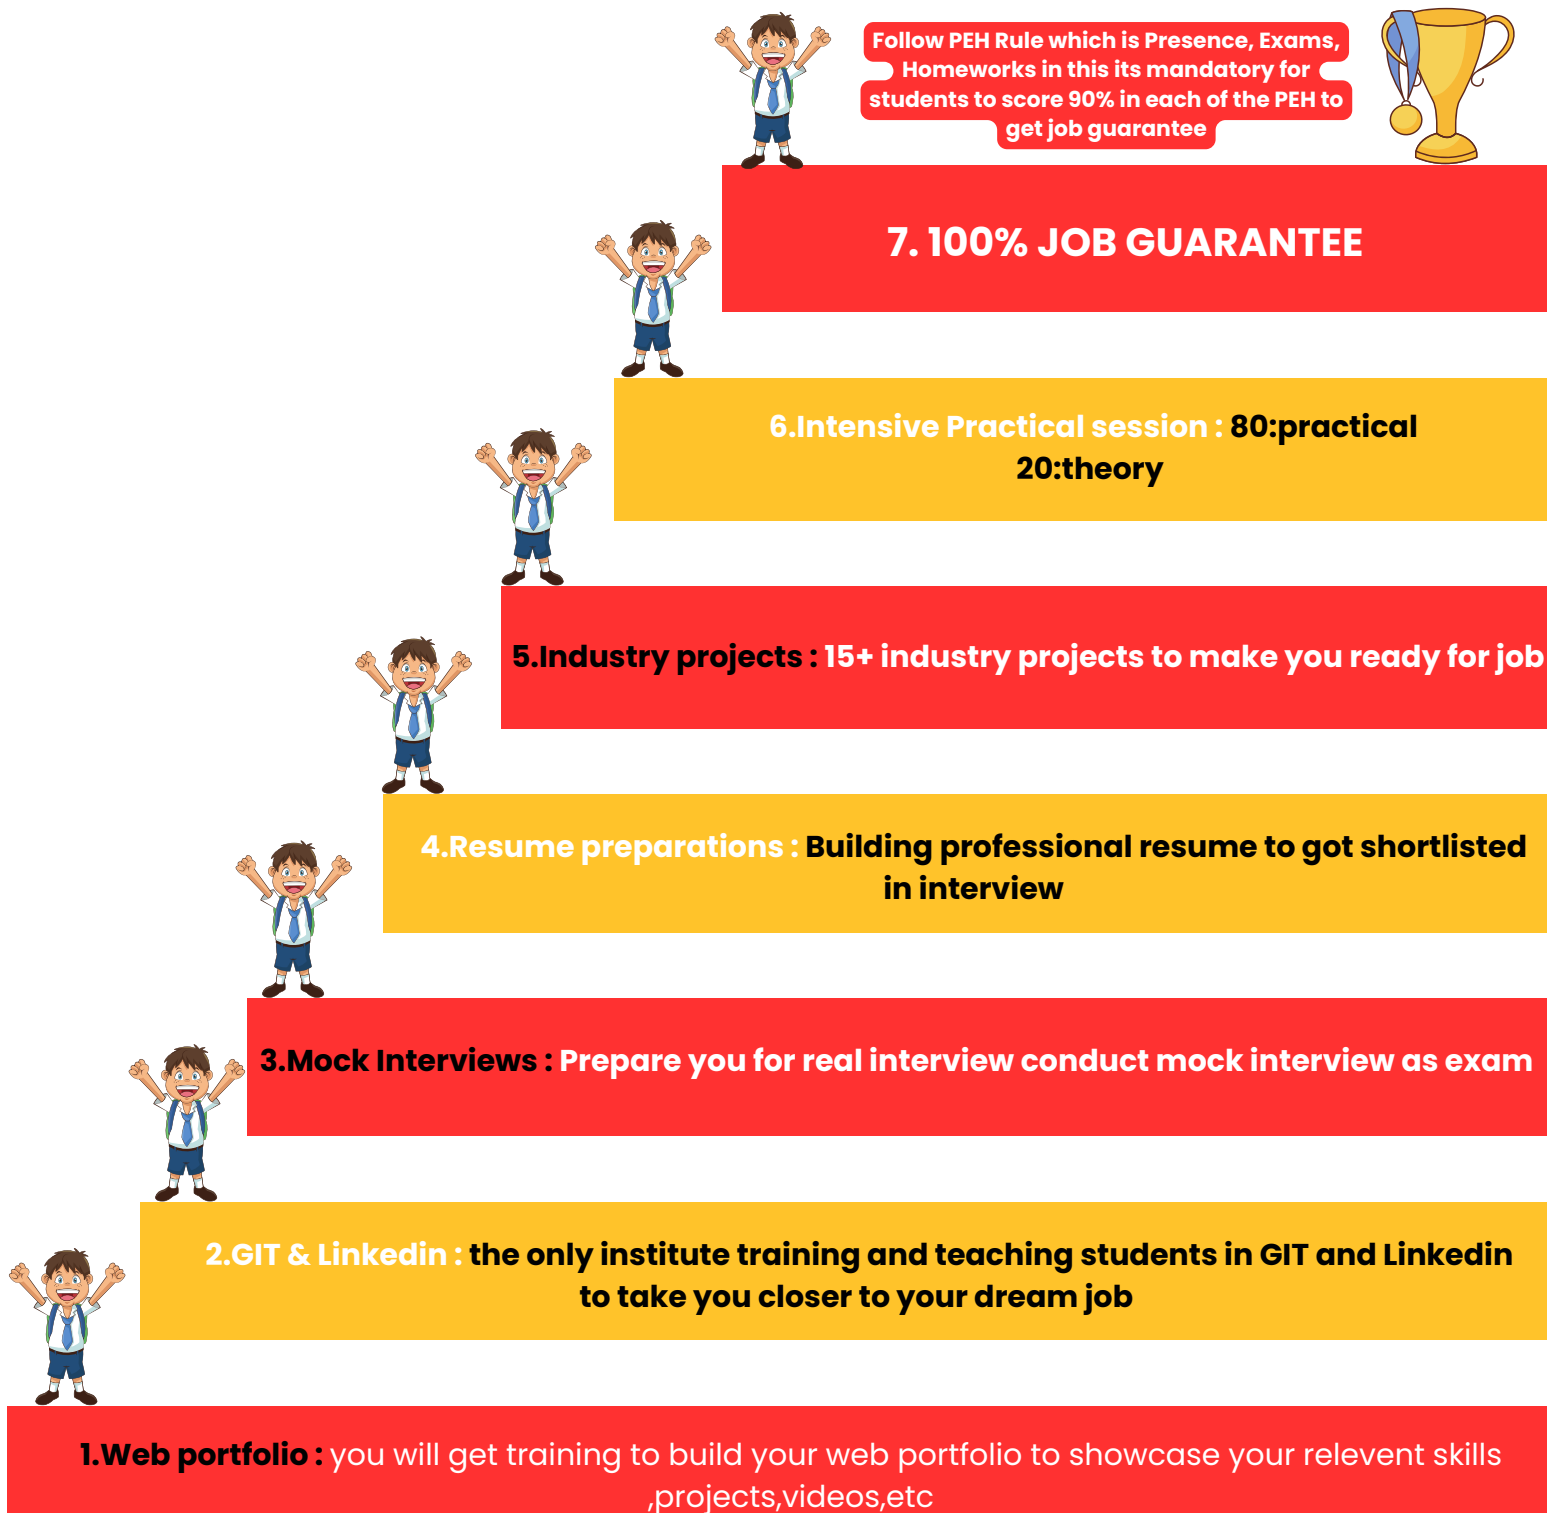 Follow PEH Rule which is Presence, Exams,
Homeworks in this its mandatory for
students to score 90% in each of the PEH to
get job guarantee
7. 100% JOB GUARANTEE
6.Intensive Practical session : 80:practical
20:theory
5.Industry projects : 15+ industry projects to make you ready for job
4.Resume preparations : Building professional resume to got shortlisted
in interview
3.Mock Interviews : Prepare you for real interview conduct mock interview as exam
2.GIT & Linkedin : the only institute training and teaching students in GIT and Linkedin
to take you closer to your dream job
1.Web portfolio : you will get training to build your web portfolio to showcase your relevent skills
,projects,videos,etc